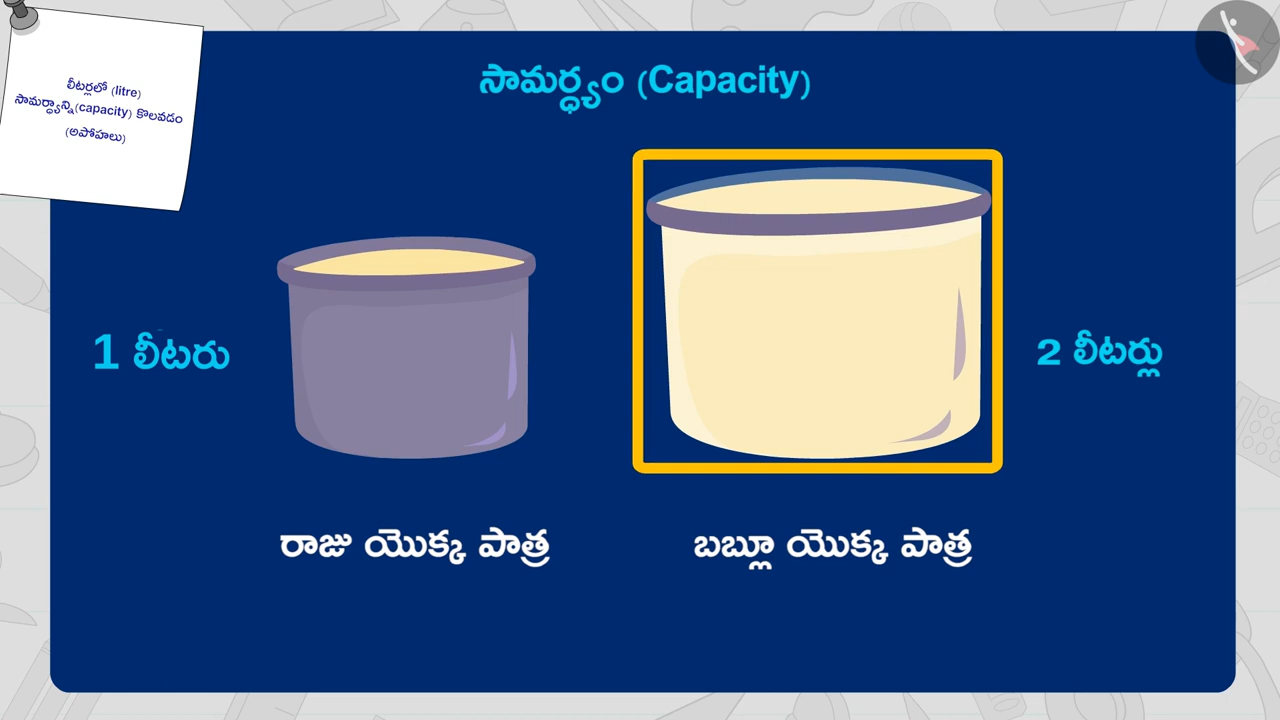 లీటర్లలో (litre)
సామర్ధ్యాన్ని(capacity) కొలవడం
(అపోహలు)
సామర్ధ్యం (Capacity)
1 లీటరు
2 లీటర్లు
రాజు యొక్క పాత్ర
బబ్లూ యొక్క పాత్ర